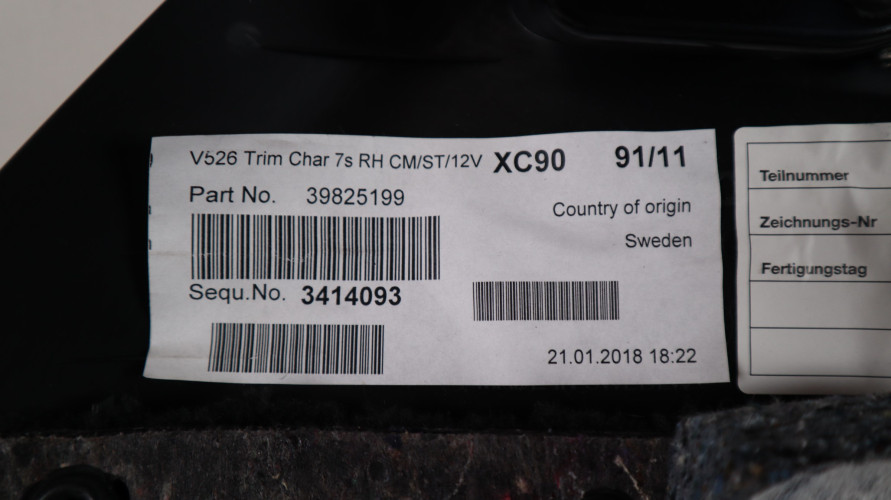 V526 Trim Char 7s RH CM/ST/12V XC90 91/11
Part No. 39825199
Country of origin
Sweden
Sequ.No. 3414093
21.01.2018 18:22
Teilnummer
Zeichnungs-Nr
Fertigungstag